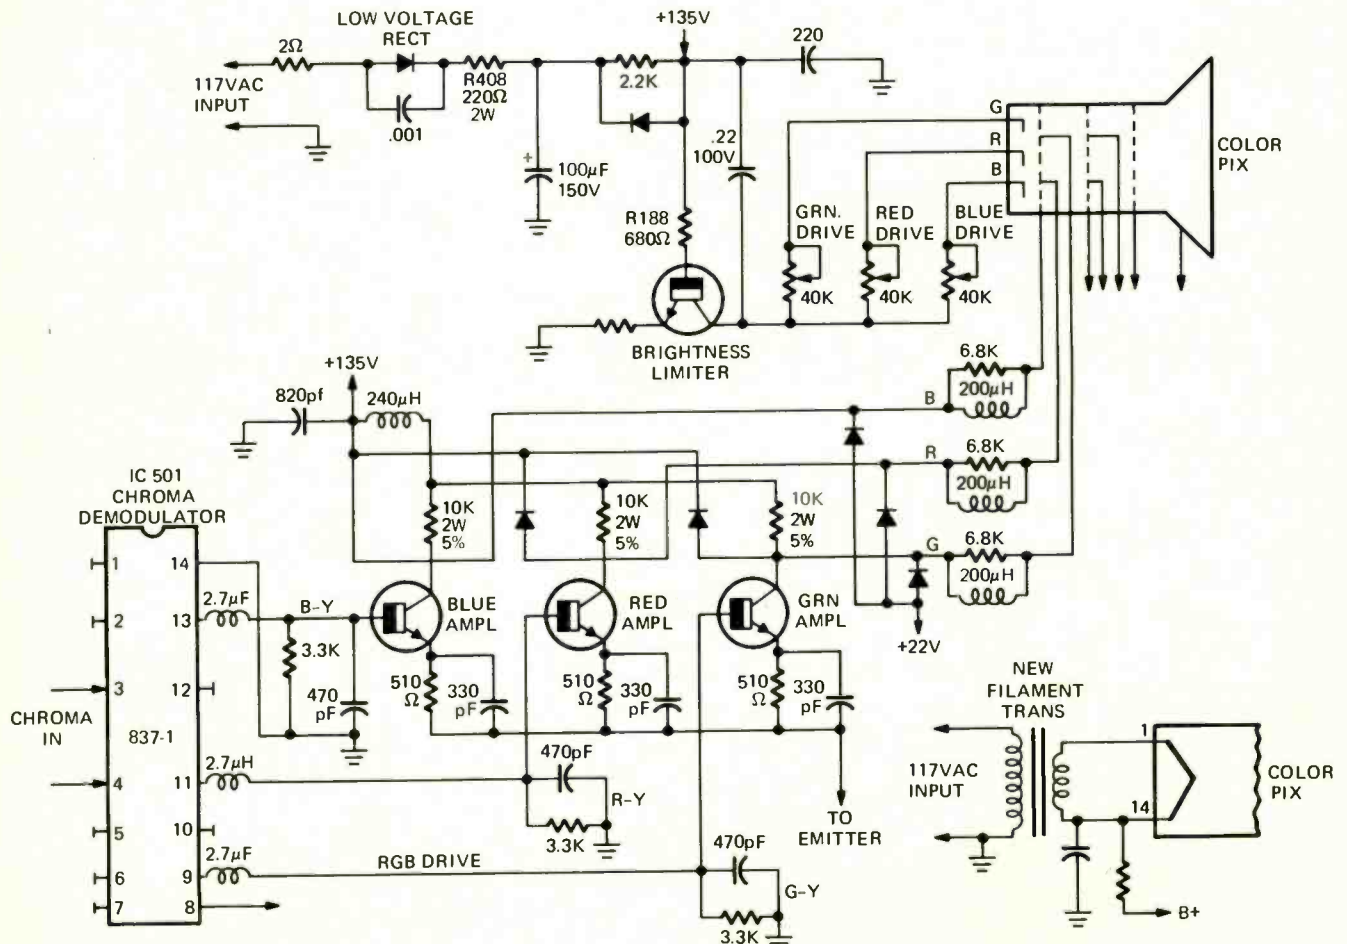 LOW VOLTAGE
RECT
+135V
2Ω
117VAC
INPUT
.001
R408
220Ω
2W
2.2K
220
+
100µF
150V
.22
100V
R188
680Ω
BRIGHTNESS
LIMITER
G
R
B
COLOR
PIX
GRN.
DRIVE
RED
DRIVE
BLUE
DRIVE
40K
40K
40K
+135V
820pf
240µH
B
6.8K
200µH
R
6.8K
200µH
G
6.8K
200µH
10K
2W
5%
10K
2W
5%
10K
2W
5%
IC 501
CHROMA
DEMODULATOR
1
2
3
4
5
6
7
14
13
12
11
10
9
8
837-1
CHROMA
IN
2.7µF
B-Y
3.3K
470
pF
BLUE
AMPL
RED
AMPL
GRN
AMPL
+22V
510
Ω
330
pF
510
Ω
330
pF
510
Ω
330
pF
2.7µH
470pF
R-Y
3.3K
TO
EMITTER
2.7µF
RGB DRIVE
470pF
G-Y
3.3K
NEW
FILAMENT
TRANS
117VAC
INPUT
1
14
COLOR
PIX
B+